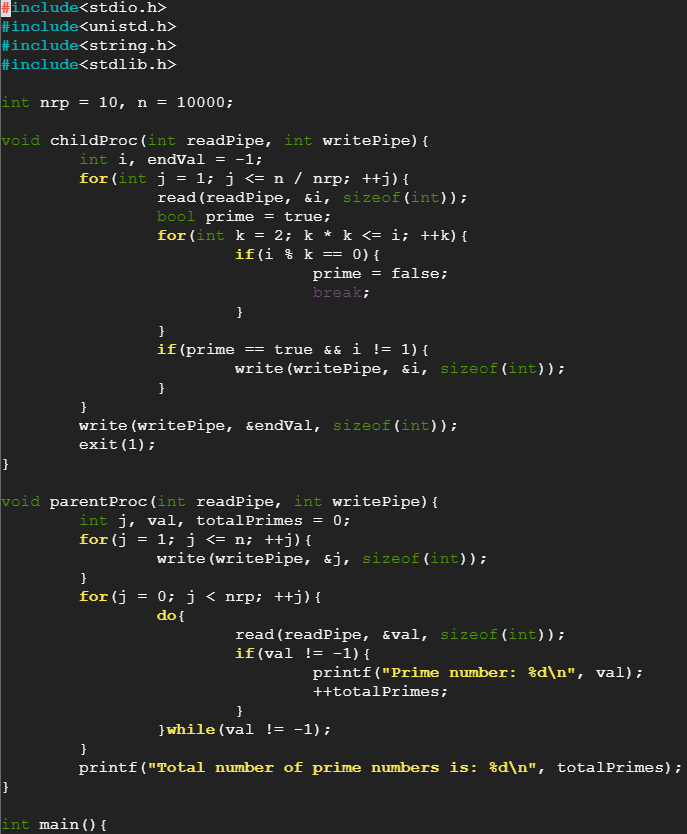 #include<stdio.h>
#include<unistd.h>
#include<string.h>
#include<stdlib.h>

int nrp = 10, n = 10000;

void childProc(int readPipe, int writePipe){
        int i, endVal = -1;
        for(int j = 1; j <= n / nrp; ++j){
                read(readPipe, &i, sizeof(int));
                bool prime = true;
                for(int k = 2; k * k <= i; ++k){
                        if(i % k == 0){
                                prime = false;
                                break;
                        }
                }
                if(prime == true && i != 1){
                        write(writePipe, &i, sizeof(int));
                }
        }
        write(writePipe, &endVal, sizeof(int));
        exit(1);
}

void parentProc(int readPipe, int writePipe){
        int j, val, totalPrimes = 0;
        for(j = 1; j <= n; ++j){
                write(writePipe, &j, sizeof(int));
        }
        for(j = 0; j < nrp; ++j){
                do{
                        read(readPipe, &val, sizeof(int));
                        if(val != -1){
                                printf("Prime number: %d\n", val);
                                ++totalPrimes;
                        }
                }while(val != -1);
        }
        printf("Total number of prime numbers is: %d\n", totalPrimes);
}

int main(){